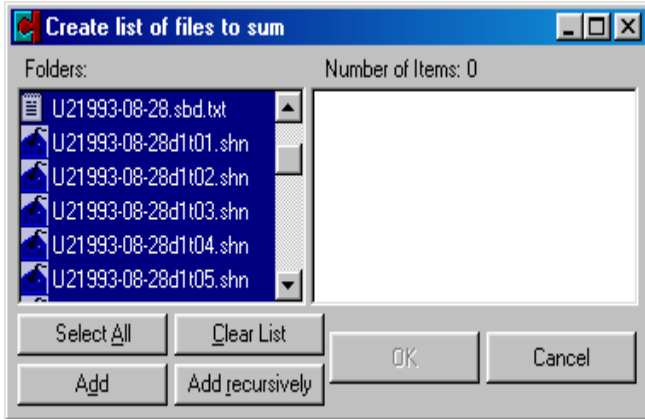 Create list of files to sum
Folders:
Number of Items: 0
U21993-08-28.sbd.txt
U21993-08-28d1t01.shn
U21993-08-28d1t02.shn
U21993-08-28d1t03.shn
U21993-08-28d1t04.shn
U21993-08-28d1t05.shn
Select All
Clear List
OK
Cancel
Add
Add recursively